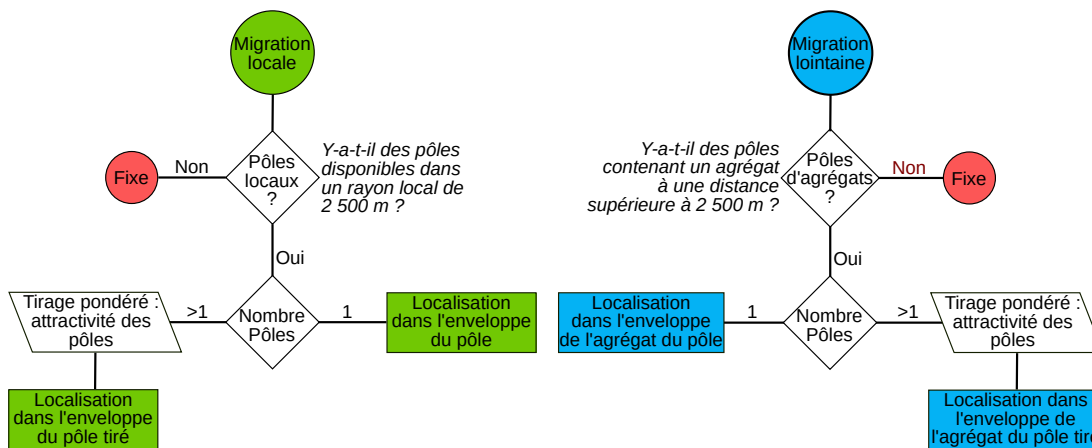 Migration
locale
Pôles
locaux
?
Y-a-t-il des pôles
disponibles dans
un rayon local de
2 500 m ?
Non
Fixe
Oui
Nombre
Pôles
>1
Tirage pondéré :
attractivité des
pôles
Localisation
dans l'enveloppe
du pôle tiré
1
Localisation
dans l'enveloppe
du pôle
Migration
lointaine
Y-a-t-il des pôles
contenant un agrégat
à une distance
supérieure à 2 500 m ?
Pôles
d'agrégats
?
Non
Fixe
Oui
Nombre
Pôles
1
Localisation
dans l'enveloppe
de l'agrégat du pôle
>1
Tirage pondéré :
attractivité des
pôles
Localisation dans
l'enveloppe de
l'agrégat du pôle tiré